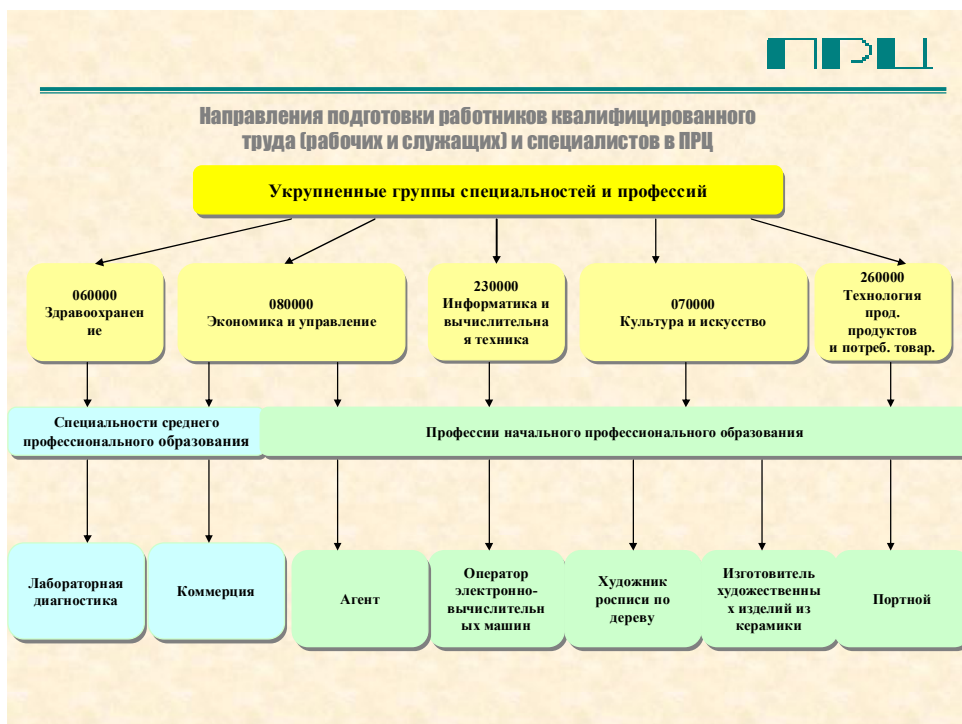 ПРЦ
Направления подготовки работников квалифицированного
труда (рабочих и служащих) и специалистов в ПРЦ
Укрупненные группы специальностей и профессий
060000
Здравоохранен
ие
080000
Экономика и управление
230000
Информатика и
вычислительна
я техника
070000
Культура и искусство
260000
Технология
прод.
продуктов
и потреб. товар.
Специальности среднего
профессионального образования
Профессии начального профессионального образования
Лабораторная
диагностика
Коммерция
Агент
Оператор
электронно-
вычислительн
ых машин
Художник
росписи по
дереву
Изготовитель
художественны
х изделий из
керамики
Портной